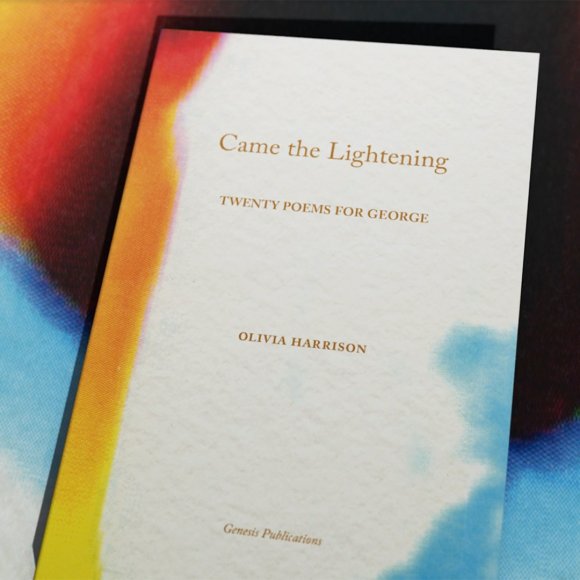 Came the Lightening
TWENTY POEMS FOR GEORGE
OLIVIA HARRISON
Genesis Publications